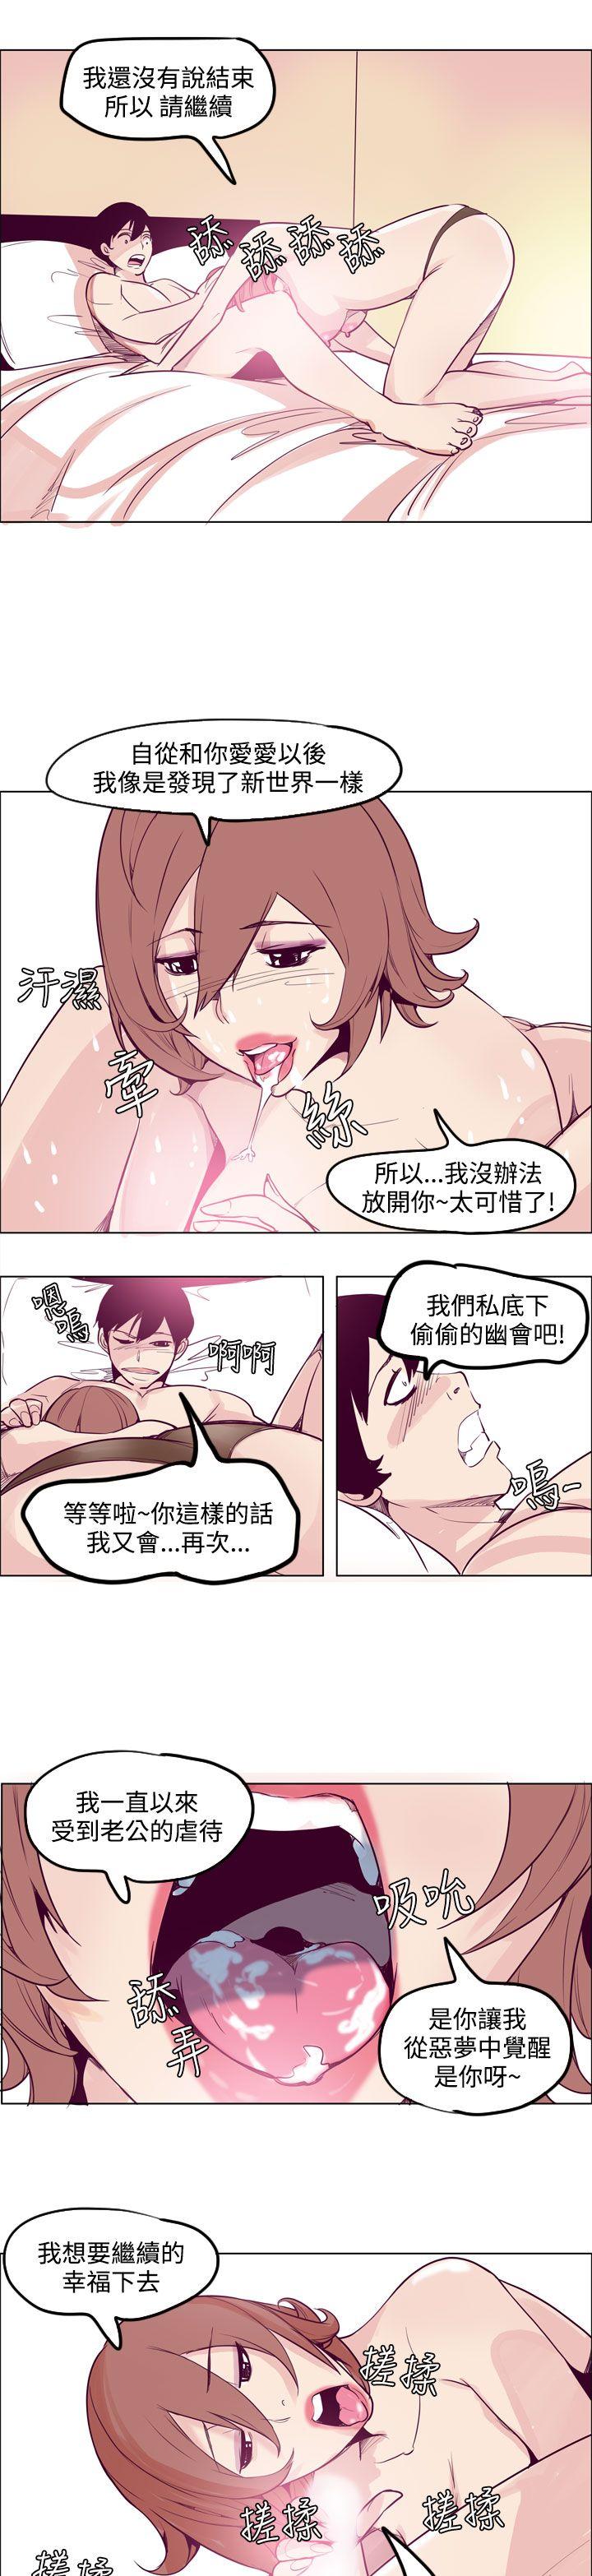 我還沒有說結束
所以 請繼續
舔
舔
舔
舔
自從和你愛愛以後
我像是發現了新世界一樣
汗濕
牽
絲
所以...我沒辦法
放開你~太可惜了!
嗯嗚
啊啊
等等啦~你這樣的話
我又會...再次...
我們私底下
偷偷的幽會吧!
嗚-
我一直以來
受到老公的虐待
吸吮
舔
弄
是你讓我
從惡夢中覺醒
是你呀~
我想要繼續的
幸福下去
搓揉
搓揉
搓揉
搓揉